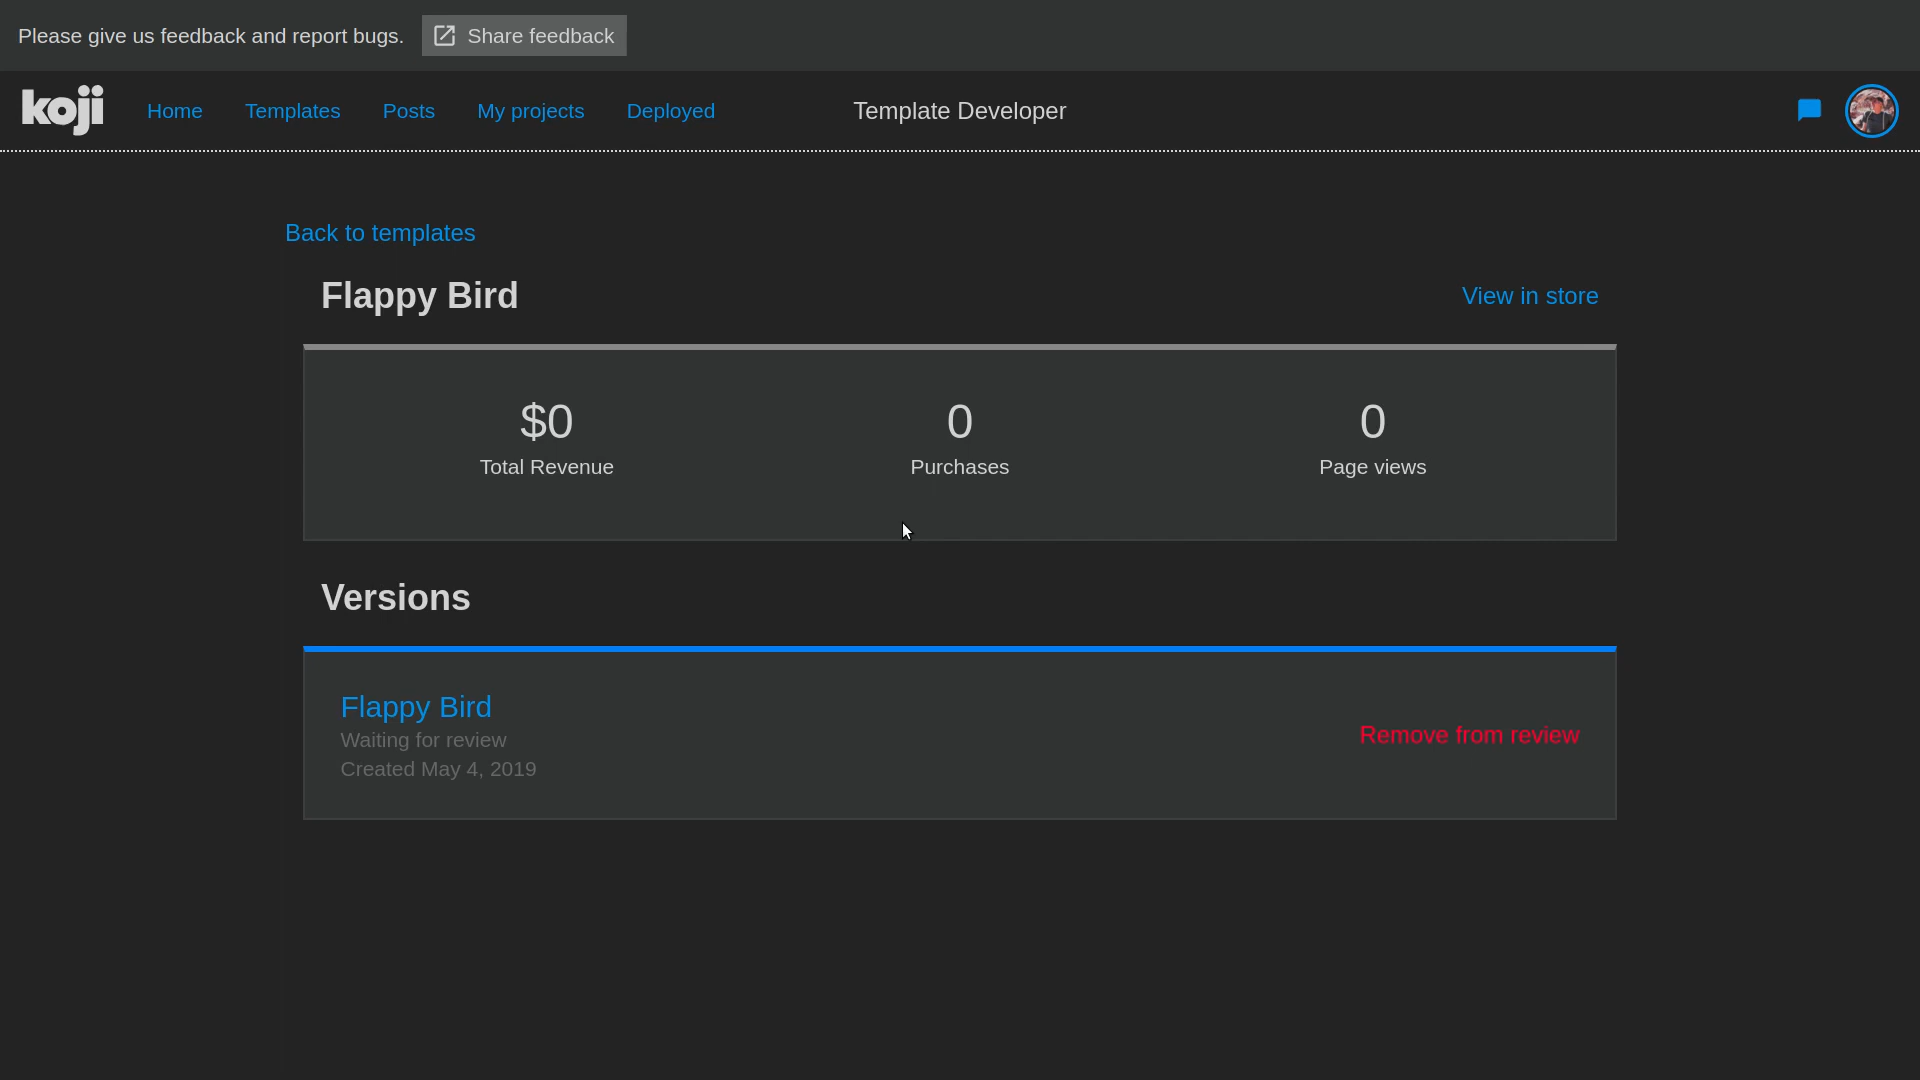 Please give us feedback and report bugs. Share feedback
koji Home Templates Posts My projects Deployed Template Developer
Back to templates
Flappy Bird View in store
$0 0 0
Total Revenue Purchases Page views
Versions
Flappy Bird
Waiting for review
Remove from review
Created May 4, 2019